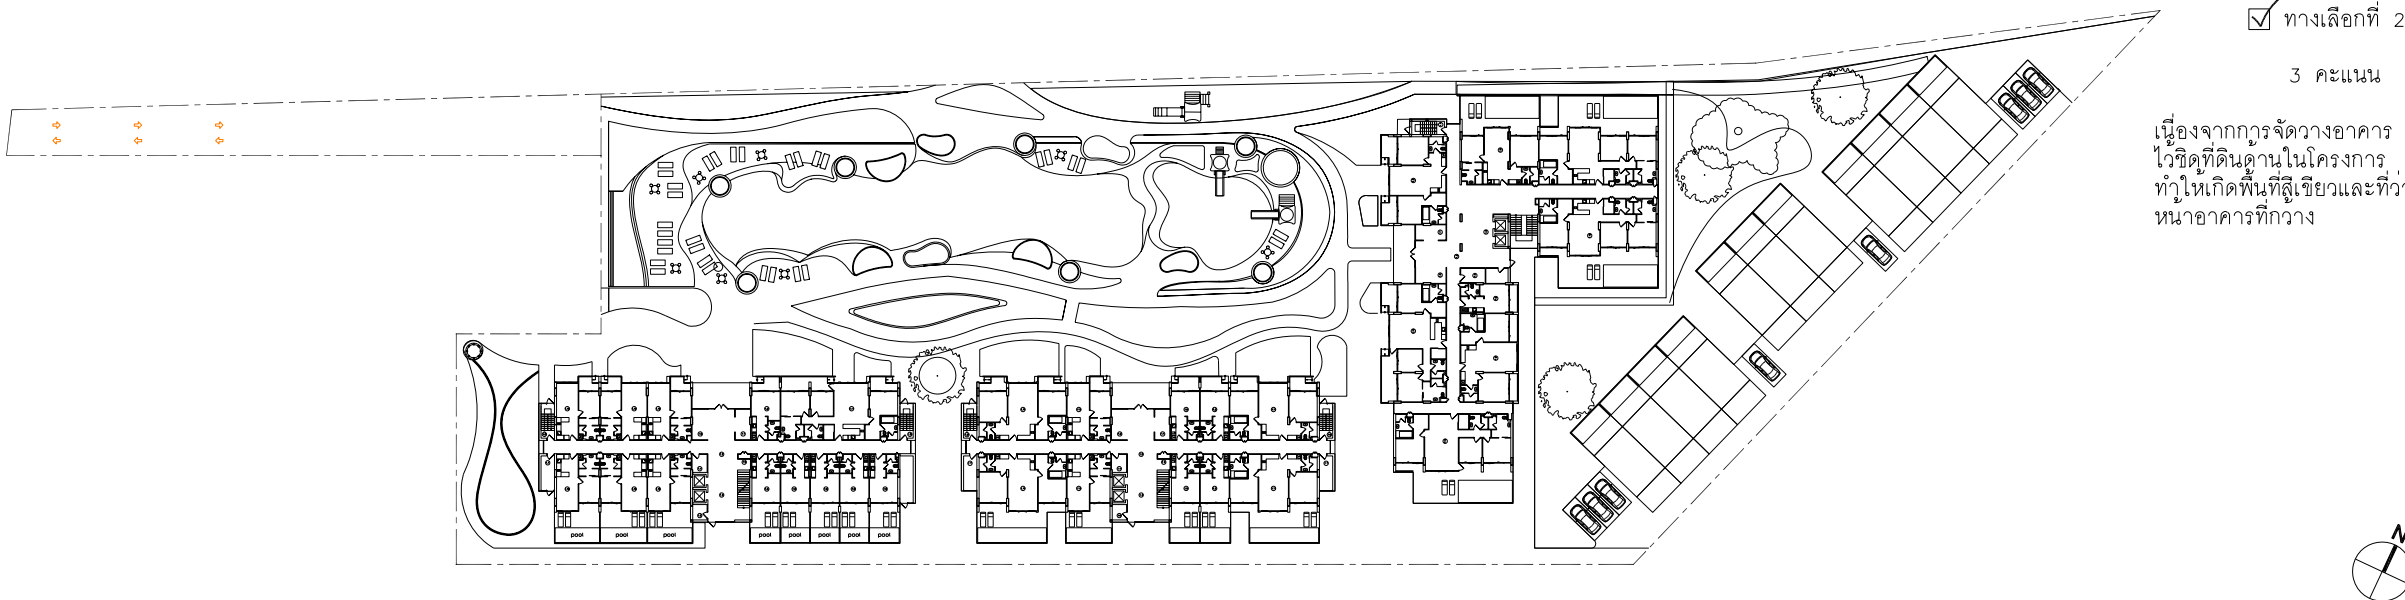 ทางเลือกที่ 2
3 คะแนน
เนื่องจากการจัดวางอาคาร
ไว้ชิดที่ดินด้านในโครงการ
ทำให้เกิดพื้นที่สีเขียวและที่ว่า
หน้าอาคารที่กว้าง
pool pool pool pool pool pool pool pool
N